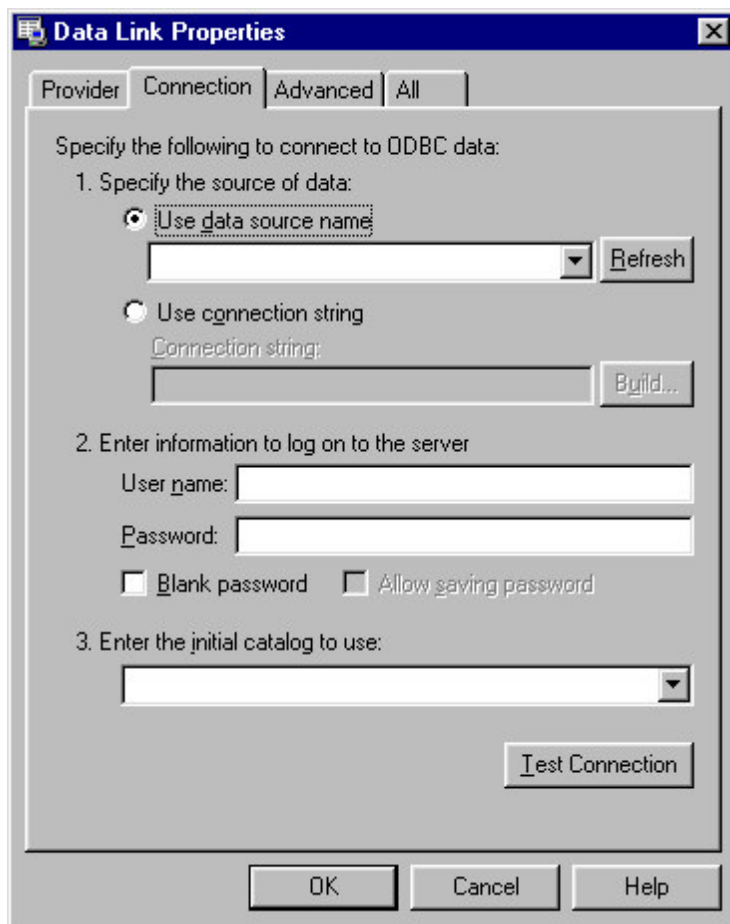 Data Link Properties
Provider Connection Advanced All
Specify the following to connect to ODBC data:
1. Specify the source of data:
Use data source name
Refresh
Use connection string
Connection string:
Build...
2. Enter information to log on to the server
User name:
Password:
Blank password Allow saving password
3. Enter the initial catalog to use:
Test Connection
OK Cancel Help